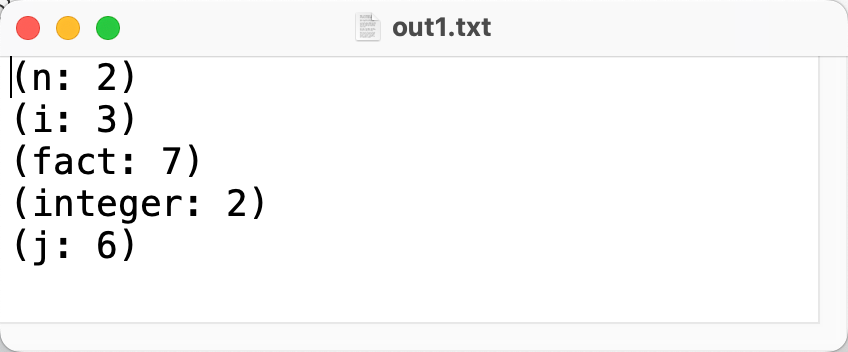 out1.txt
(n: 2)
(i: 3)
(fact: 7)
(integer: 2)
(j: 6)